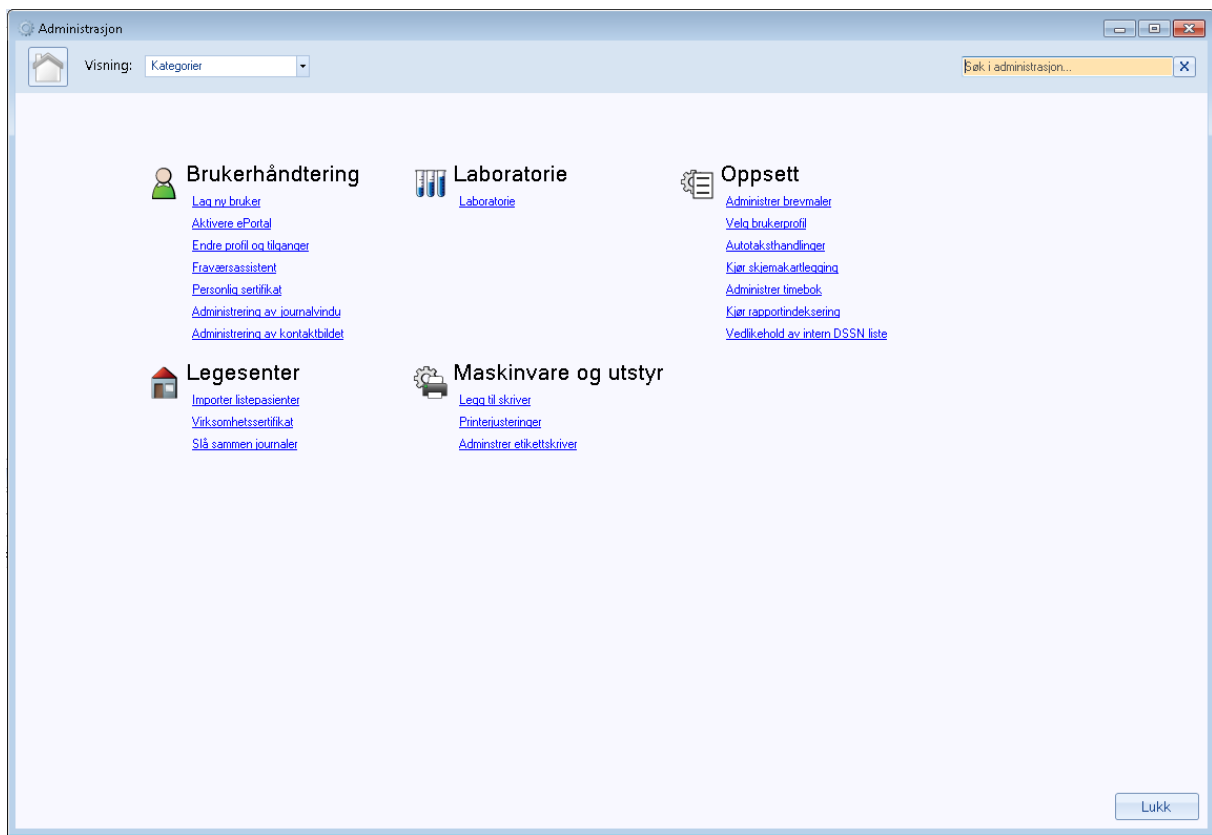 Administrasjon
Visning: Kategorier Søk i administrasjon...
Brukerhåndtering
Lag ny bruker
Aktivere ePortal
Endre profil og tilganger
Fraværsassistent
Personlig sertifikat
Administrering av journalvindu
Administrering av kontaktbildet
Laboratorie
Laboratorie
Oppsett
Administrer brevmaler
Velg brukerprofil
Autotaksthandlinger
Kjør skjemakartlegging
Administrer timebok
Kjør rapportindeksering
Vedlikehold av intern DSSN liste
Legesenter
Importer listepasienter
Virksomhetssertifikat
Slå sammen journaler
Maskinvare og utstyr
Legg til skriver
Printerjusteringer
Adminstrer etikettskriver
Lukk